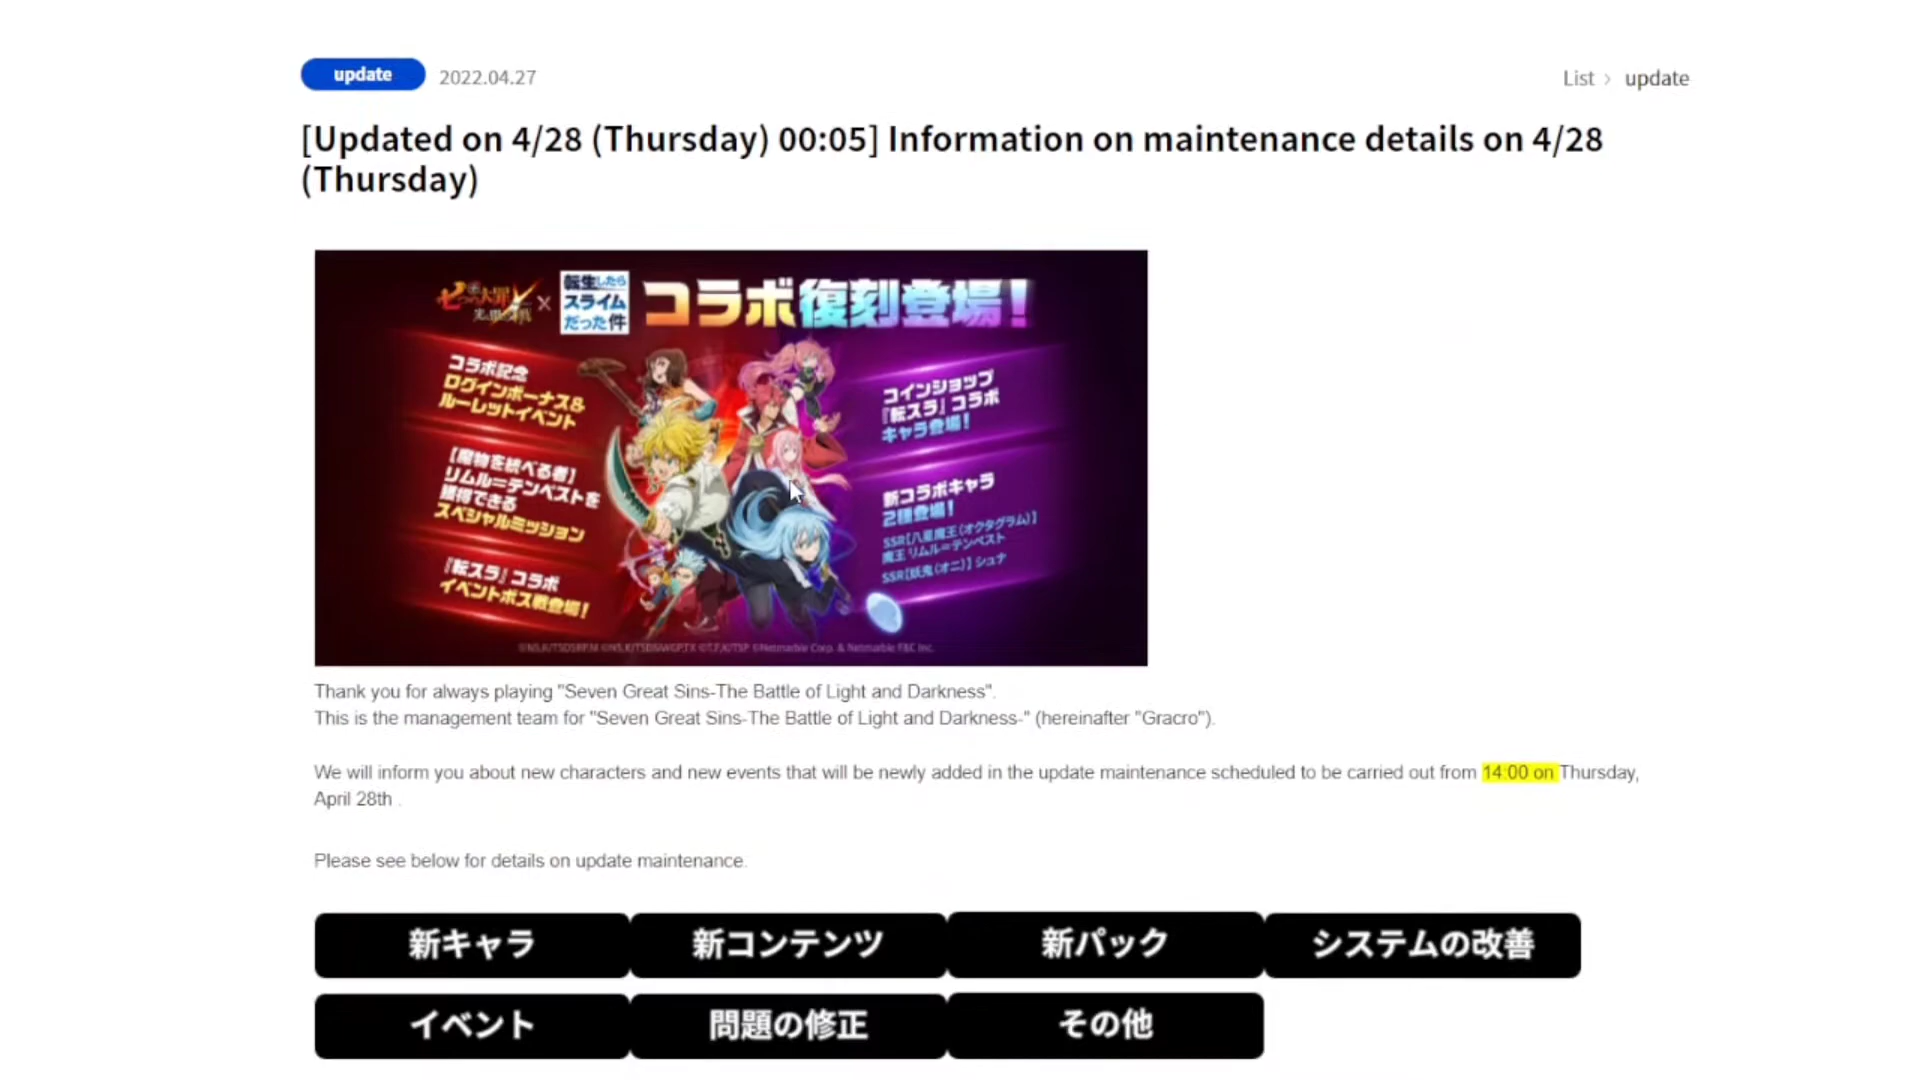 update 2022.04.27
List › update
[Updated on 4/28 (Thursday) 00:05] Information on maintenance details on 4/28
(Thursday)
七つの大罪 × 転生したら
スライム
だった件
コラボ復刻登場！
コラボ記念
ログインボーナス&
ルーレットイベント
【魔物を統べる者】
リムル=テンペストを
獲得できる
スペシャルミッション
『転スラ』コラボ
イベントボス戦登場！
コインショップ
『転スラ』コラボ
キャラ登場！
新コラボキャラ
2種登場！
SSR【八星魔王（オクタグラム）】
魔王 リムル=テンペスト
SSR【妖鬼（オニ）】シュナ
©Netmarble Corp. & Netmarble F&C Inc.
Thank you for always playing "Seven Great Sins-The Battle of Light and Darkness".
This is the management team for "Seven Great Sins-The Battle of Light and Darkness-" (hereinafter "Gracro").
We will inform you about new characters and new events that will be newly added in the update maintenance scheduled to be carried out from 14:00 on Thursday,
April 28th .
Please see below for details on update maintenance.
新キャラ 新コンテンツ 新パック システムの改善
イベント 問題の修正 その他